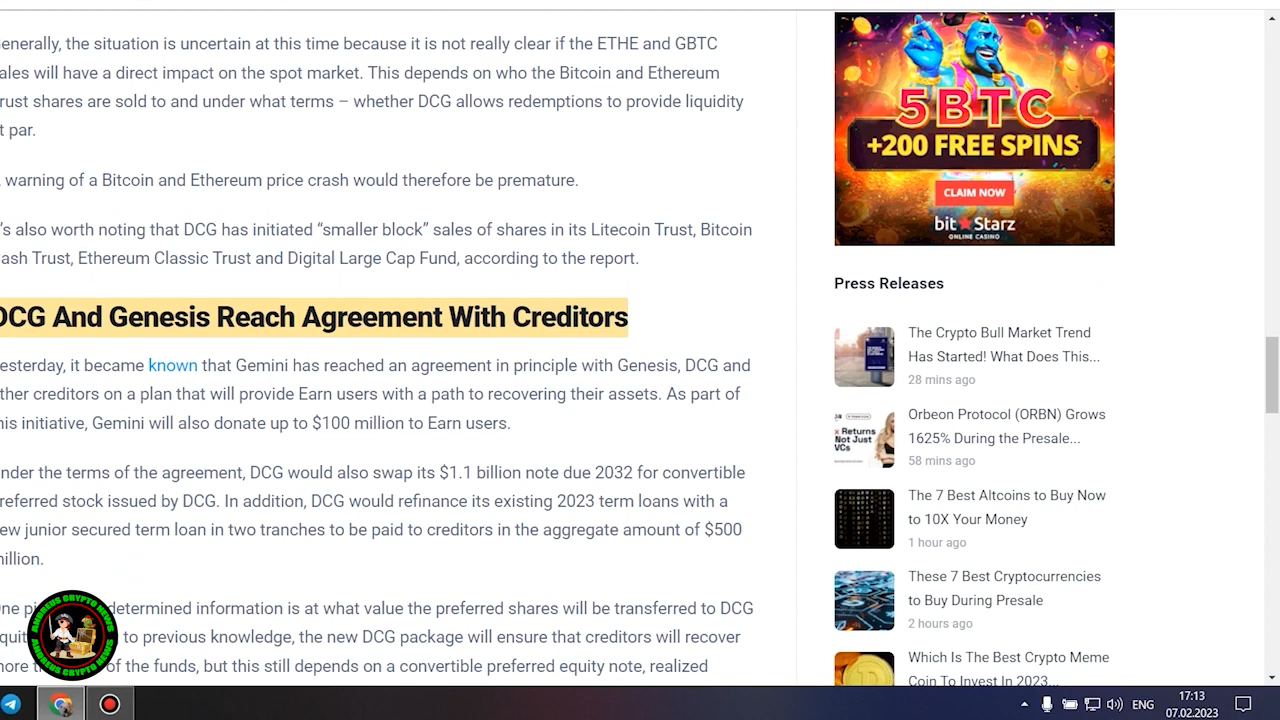 enerally, the situation is uncertain at this time because it is not really clear if the ETHE and GBTC
ales will have a direct impact on the spot market. This depends on who the Bitcoin and Ethereum
rust shares are sold to and under what terms – whether DCG allows redemptions to provide liquidity
t par.
warning of a Bitcoin and Ethereum price crash would therefore be premature.
's also worth noting that DCG has initiated “smaller block” sales of shares in its Litecoin Trust, Bitcoin
ash Trust, Ethereum Classic Trust and Digital Large Cap Fund, according to the report.
DCG And Genesis Reach Agreement With Creditors
esterday, it became known that Gemini has reached an agreement in principle with Genesis, DCG and
ther creditors on a plan that will provide Earn users with a path to recovering their assets. As part of
his initiative, Gemini will also donate up to $100 million to Earn users.
nder the terms of the agreement, DCG would also swap its $1.1 billion note due 2032 for convertible
referred stock issued by DCG. In addition, DCG would refinance its existing 2023 term loans with a
ew junior secured term loan in two tranches to be paid to creditors in the aggregate amount of $500
illion.
ne pi determined information is at what value the preferred shares will be transferred to DCG
quit to previous knowledge, the new DCG package will ensure that creditors will recover
nore of the funds, but this still depends on a convertible preferred equity note, realized
ANDREUS CRYPTO NEWS
ANDREUS CRYPTO NEWS
5BTC
+200 FREE SPINS
CLAIM NOW
bit★Starz
ONLINE CASINO
Press Releases
The Crypto Bull Market Trend
Has Started! What Does This...
28 mins ago
Returns
Not Just
VCs
Orbeon Protocol (ORBN) Grows
1625% During the Presale...
58 mins ago
The 7 Best Altcoins to Buy Now
to 10X Your Money
1 hour ago
These 7 Best Cryptocurrencies
to Buy During Presale
2 hours ago
Which Is The Best Crypto Meme
Coin To Invest In 2023...
ENG
17:13
07.02.2023